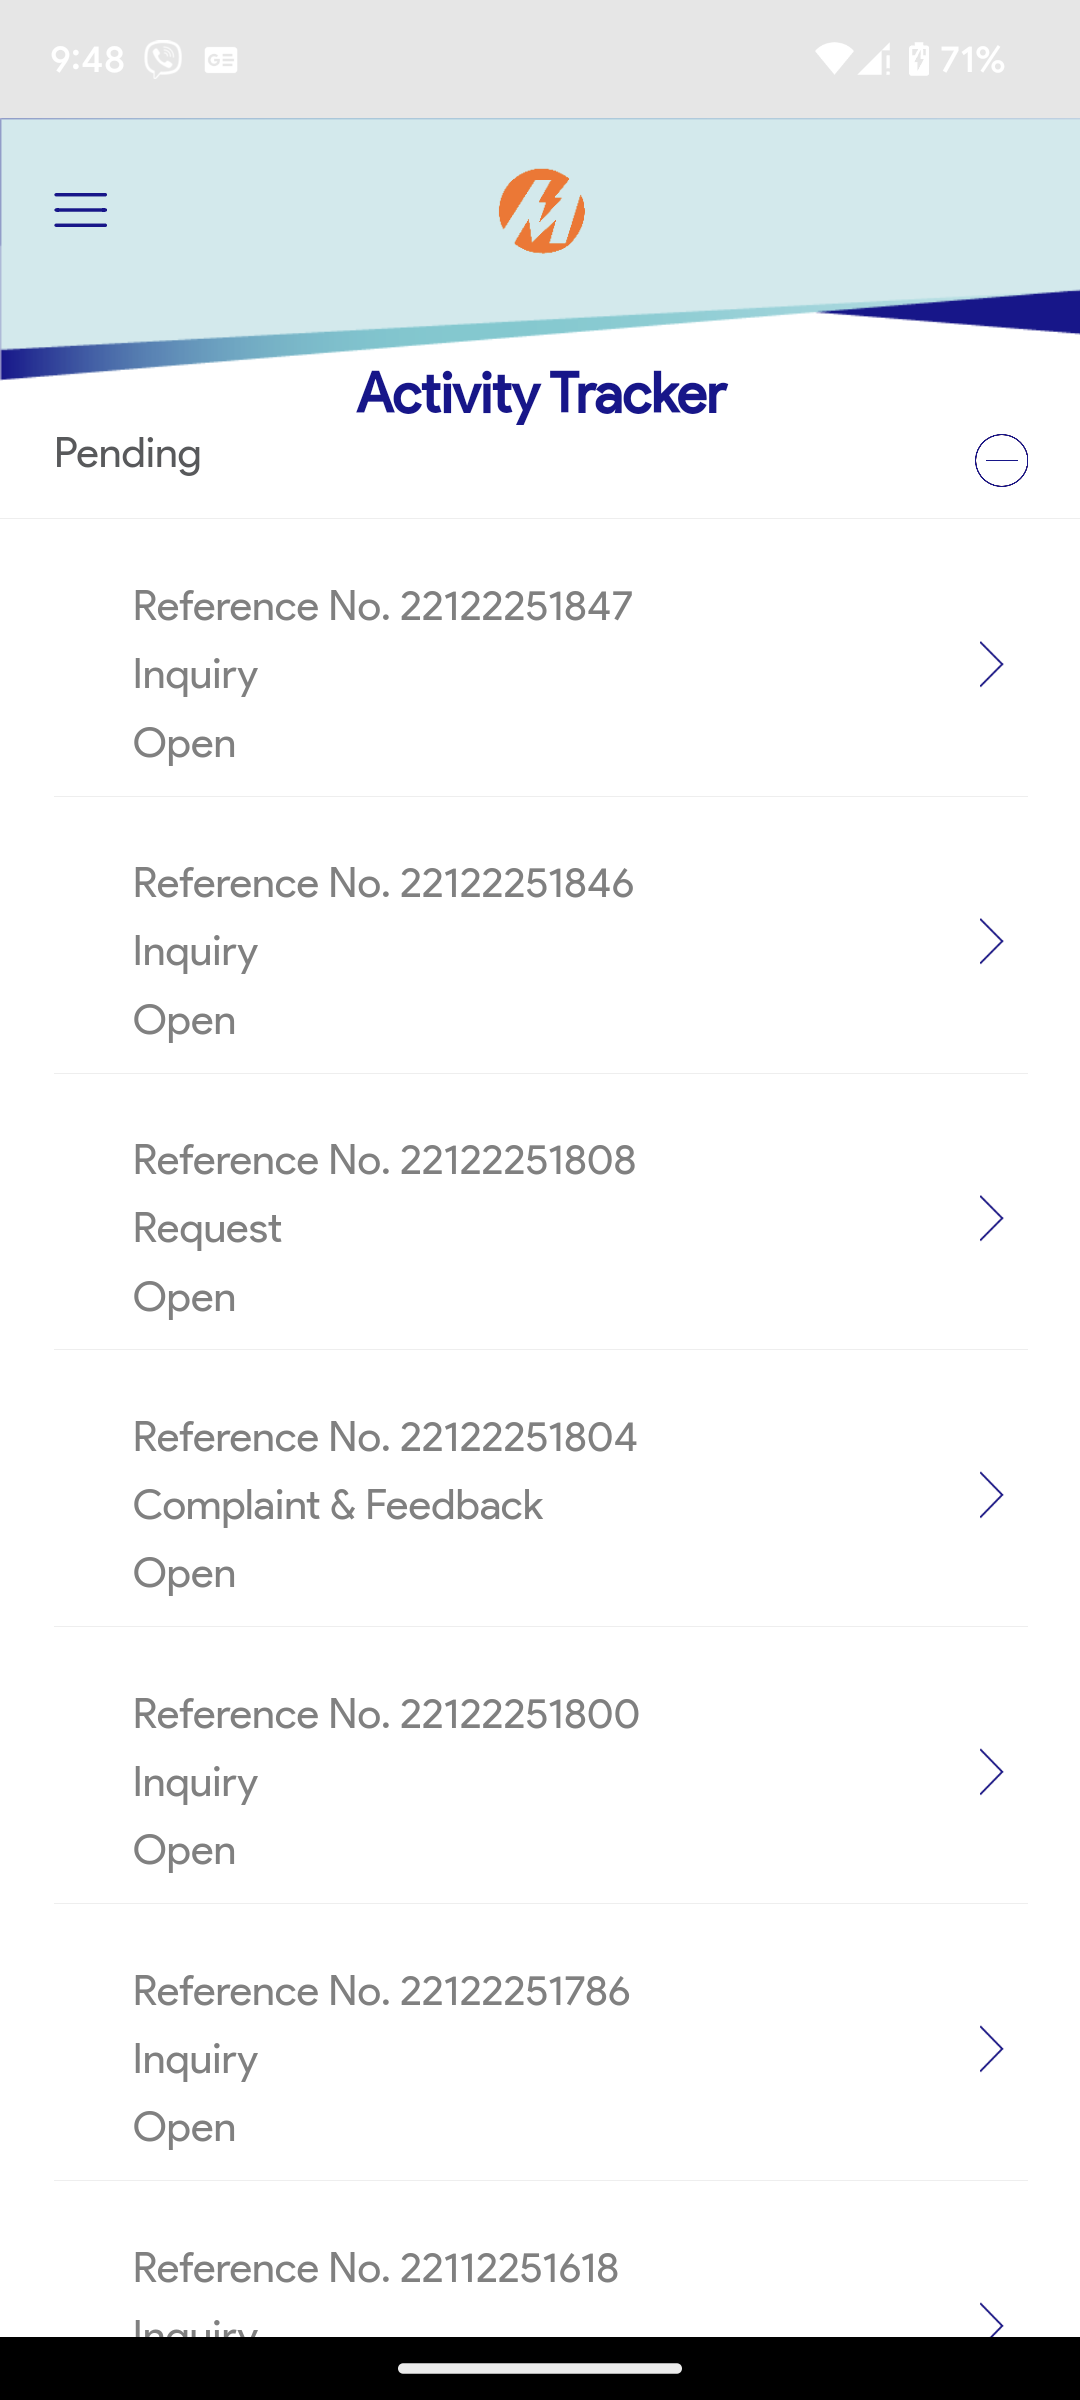 9:48
71%
Activity Tracker
Pending
Reference No. 22122251847
Inquiry
Open
Reference No. 22122251846
Inquiry
Open
Reference No. 22122251808
Request
Open
Reference No. 22122251804
Complaint & Feedback
Open
Reference No. 22122251800
Inquiry
Open
Reference No. 22122251786
Inquiry
Open
Reference No. 22112251618
Inquiry